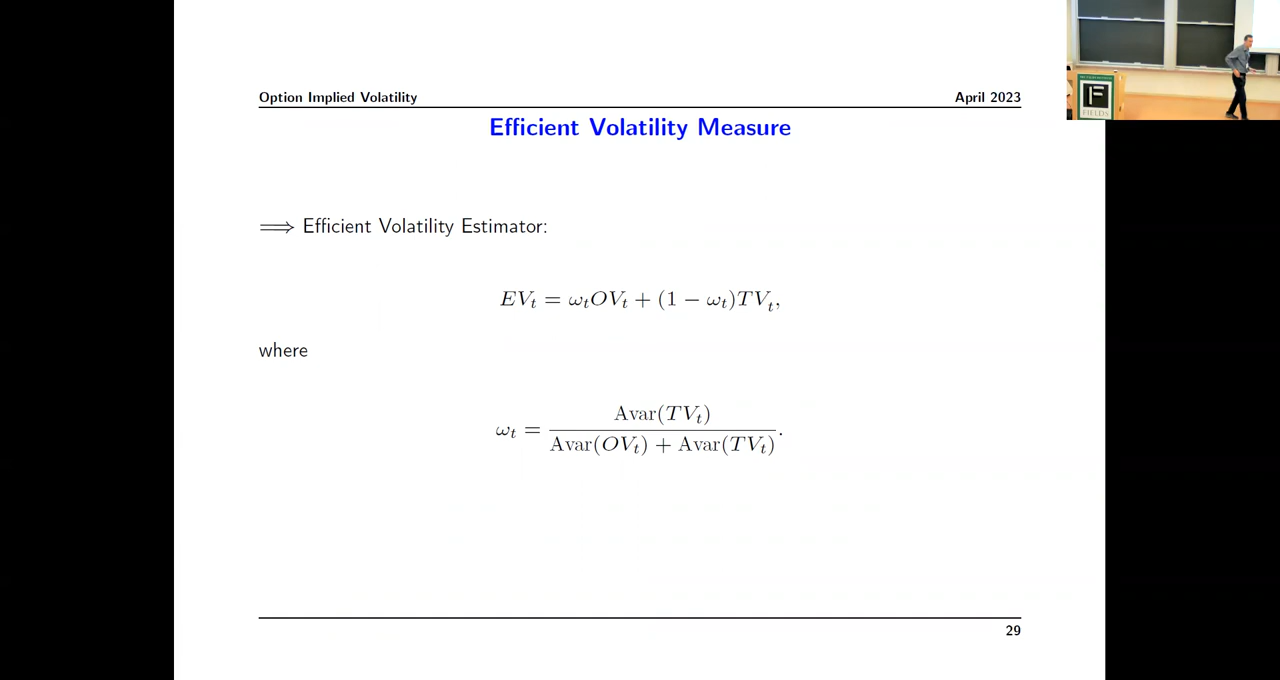 Option Implied Volatility April 2023
Efficient Volatility Measure
⟹ Efficient Volatility Estimator:
EV_t = ω_t OV_t + (1 − ω_t)TV_t,
where
ω_t = Avar(TV_t) / (Avar(OV_t) + Avar(TV_t)).
29
F
FIELDS